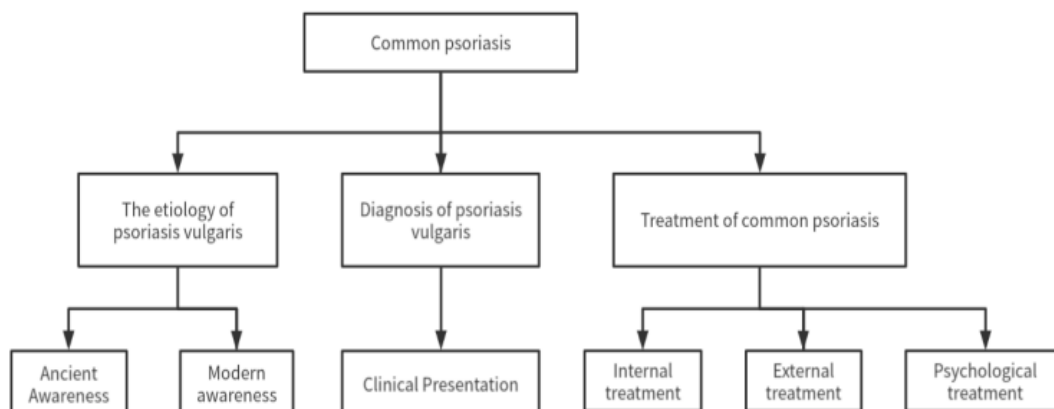 Common psoriasis
The etiology of
psoriasis vulgaris
Diagnosis of psoriasis
vulgaris
Treatment of common psoriasis
Ancient
Awareness
Modern
awareness
Clinical Presentation
Internal
treatment
External
treatment
Psychological
treatment